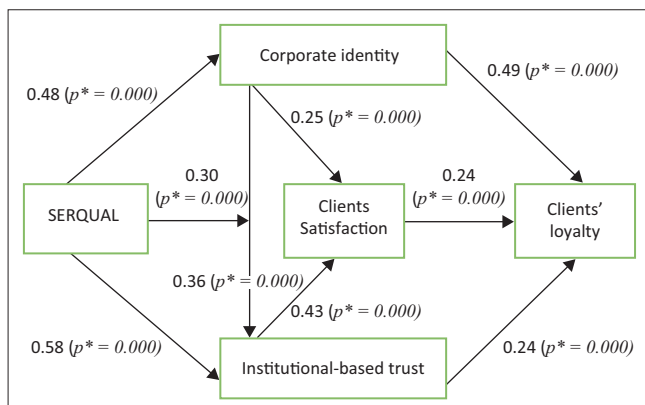 Corporate identity
0.48 (p* = 0.000)
0.49 (p* = 0.000)
0.25 (p* = 0.000)
0.30
(p* = 0.000)
0.24
(p* = 0.000)
SERQUAL
Clients
Satisfaction
Clients'
loyalty
0.36 (p* = 0.000)
0.43 (p* = 0.000)
0.58 (p* = 0.000)
Institutional-based trust
0.24 (p* = 0.000)